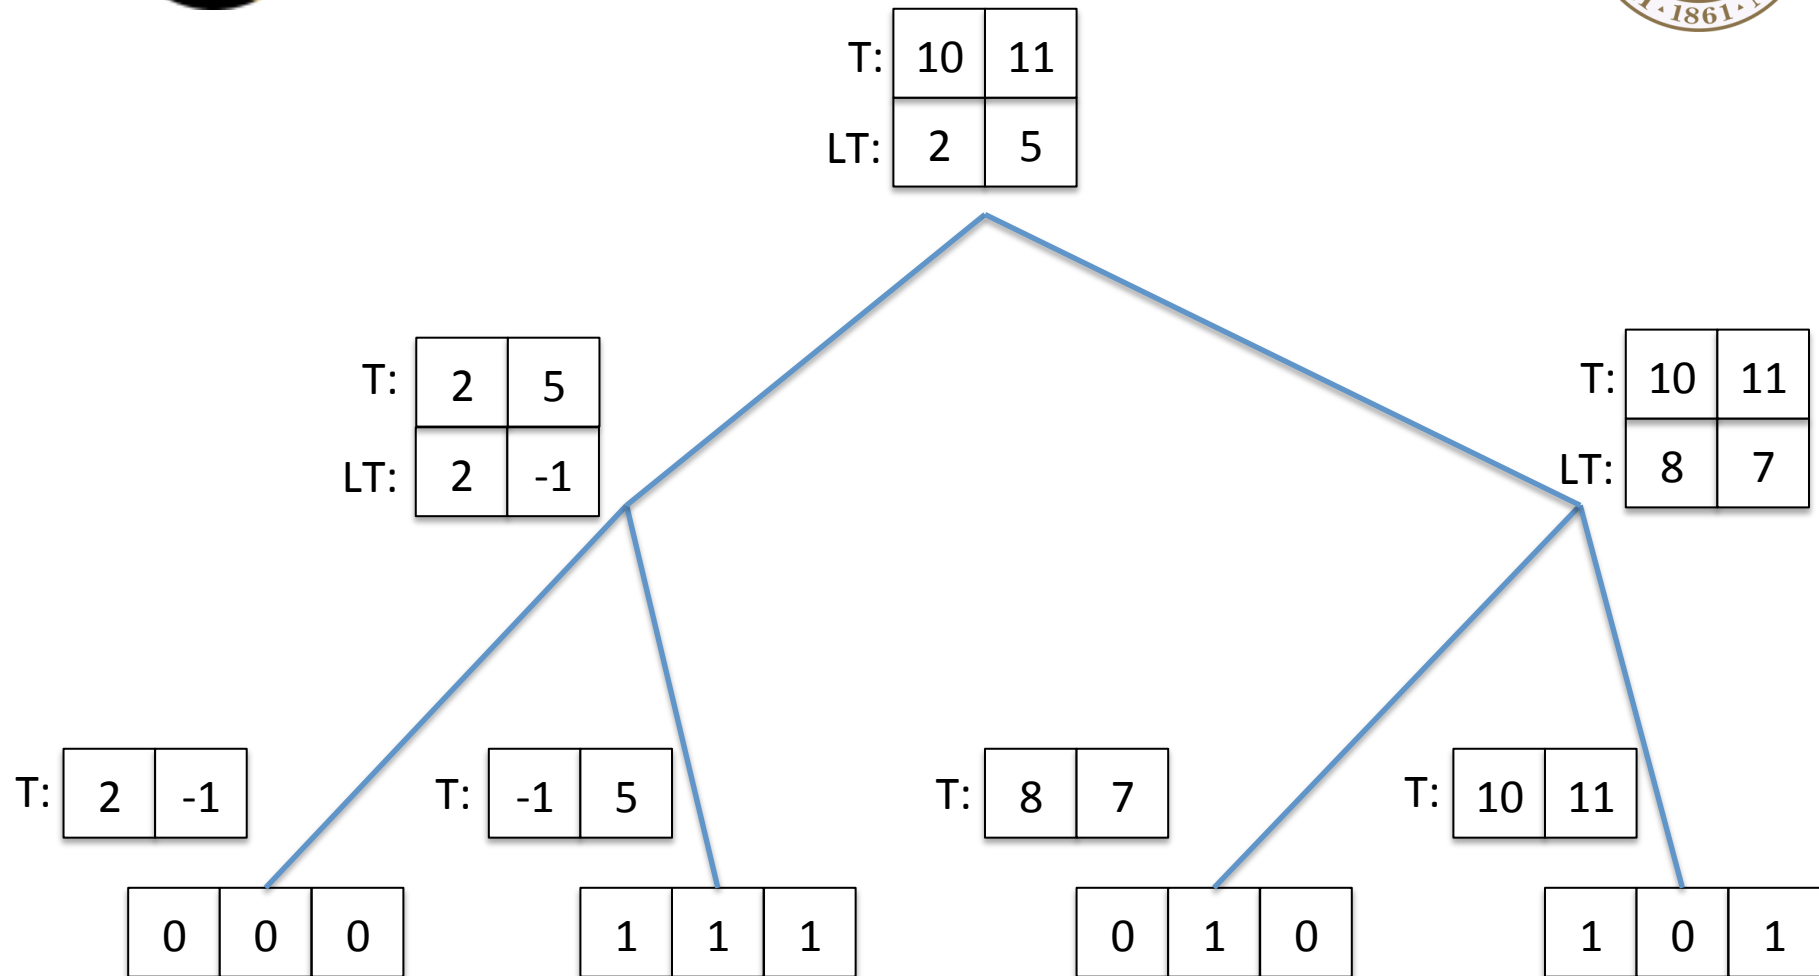 1861
T: 10 11
LT: 2 5
T: 2 5
LT: 2 -1
T: 10 11
LT: 8 7
T: 2 -1
T: -1 5
T: 8 7
T: 10 11
0 0 0
1 1 1
0 1 0
1 0 1